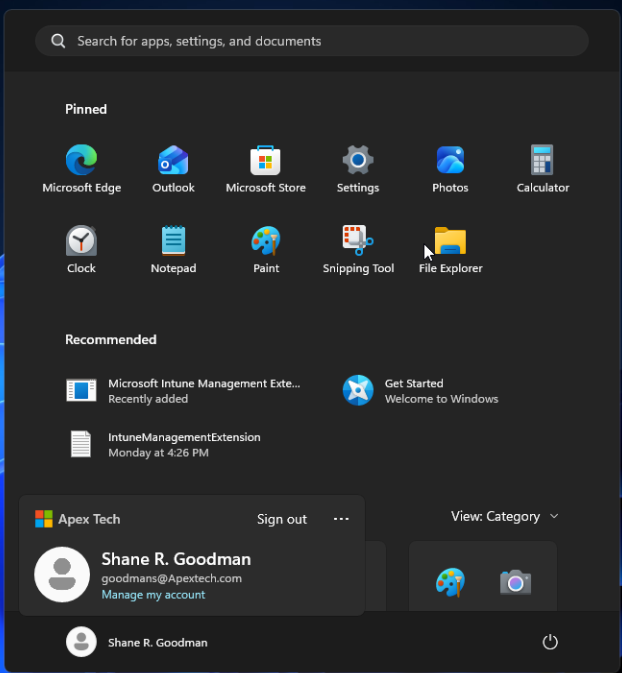 Search for apps, settings, and documents
Pinned
Microsoft Edge
Outlook
Microsoft Store
Settings
Photos
Calculator
Clock
Notepad
Paint
Snipping Tool
File Explorer
Recommended
Microsoft Intune Management Exte...
Recently added
Get Started
Welcome to Windows
IntuneManagementExtension
Monday at 4:26 PM
Apex Tech
Sign out
...
View: Category
Shane R. Goodman
goodmans@Apextech.com
Manage my account
Shane R. Goodman